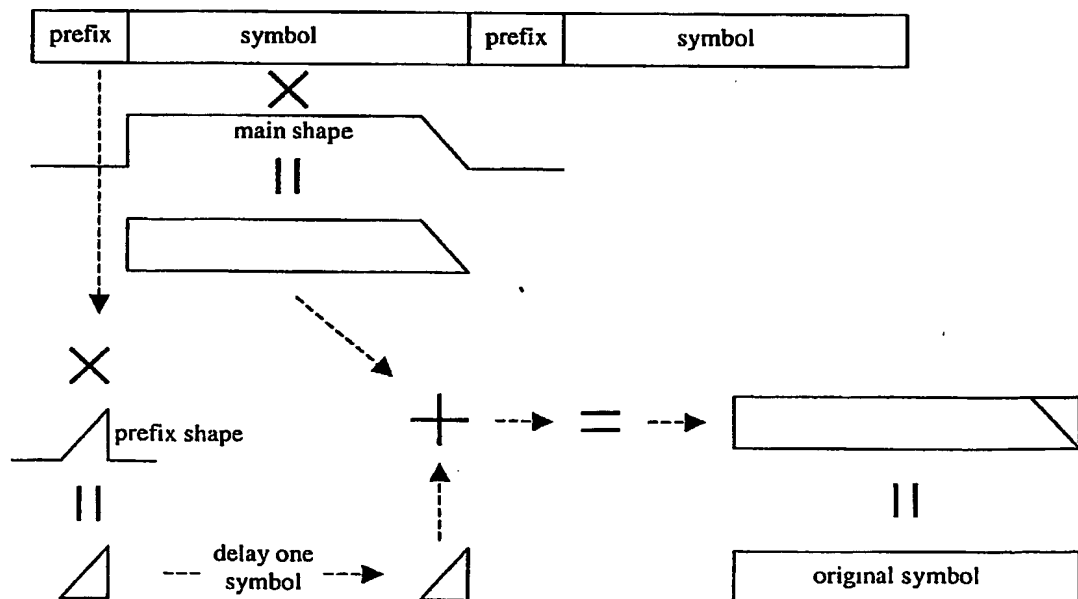 prefix symbol prefix symbol
main shape
prefix shape
delay one
symbol
original symbol